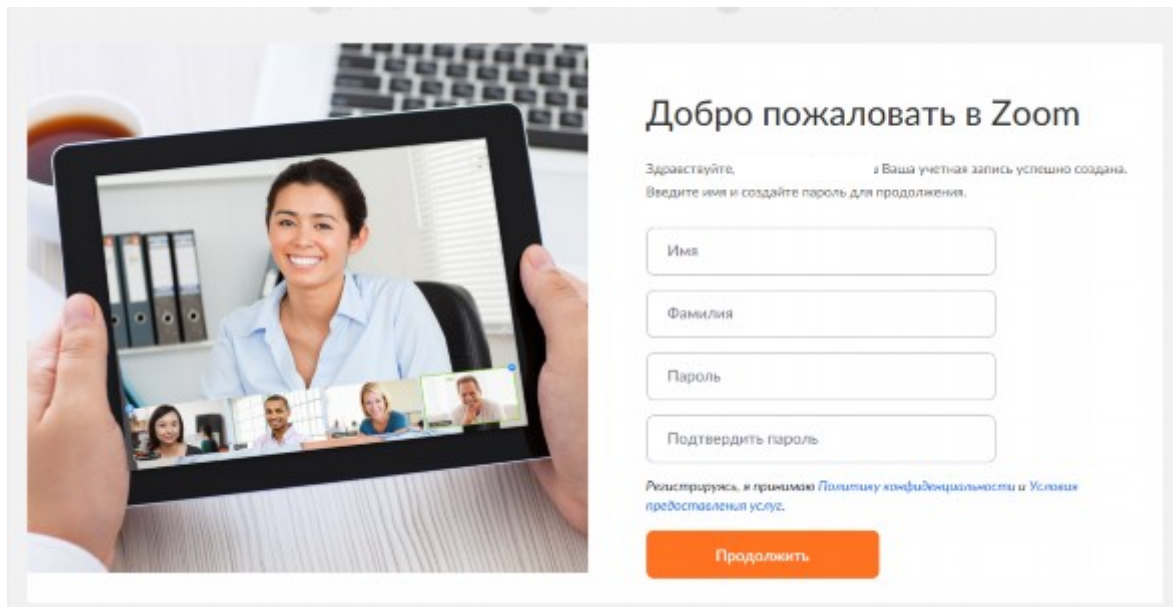 Добро пожаловать в Zoom
Здравствуйте, Ваша учетная запись успешно создана.
Введите имя и создайте пароль для продолжения.
Имя
Фамилия
Пароль
Подтвердить пароль
Регистрируясь, я принимаю Политику конфиденциальности и Условия
предоставления услуг.
Продолжить